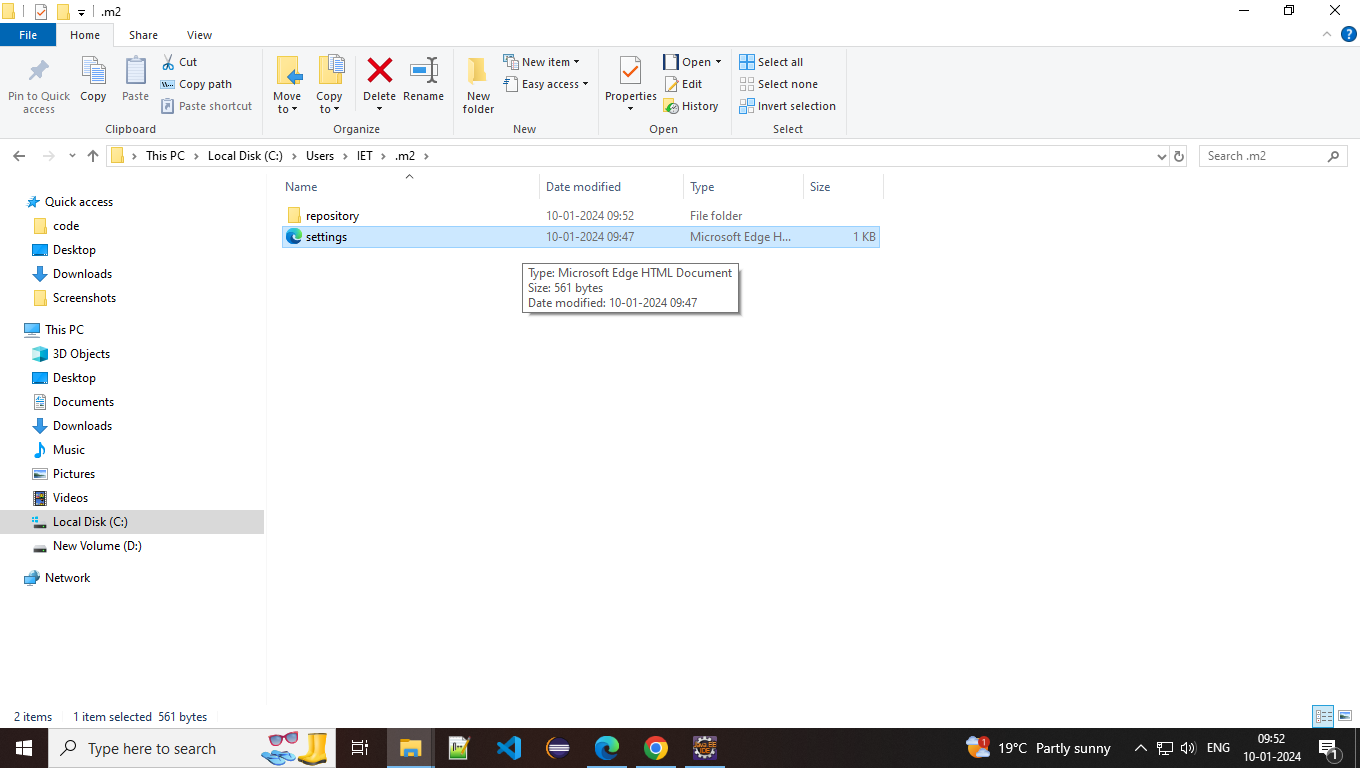 .m2
File Home Share View
Pin to Quick access
Copy
Paste
Cut
Copy path
Paste shortcut
Clipboard
Move to
Copy to
Delete
Rename
Organize
New folder
New item
Easy access
New
Properties
Open
Edit
History
Open
Select all
Select none
Invert selection
Select
This PC › Local Disk (C:) › Users › IET › .m2 ›
Search .m2
Name Date modified Type Size
repository 10-01-2024 09:52 File folder
settings 10-01-2024 09:47 Microsoft Edge H... 1 KB
Type: Microsoft Edge HTML Document
Size: 561 bytes
Date modified: 10-01-2024 09:47
Quick access
code
Desktop
Downloads
Screenshots
This PC
3D Objects
Desktop
Documents
Downloads
Music
Pictures
Videos
Local Disk (C:)
New Volume (D:)
Network
2 items 1 item selected 561 bytes
Type here to search
1
19°C Partly sunny
ENG
09:52
10-01-2024
1